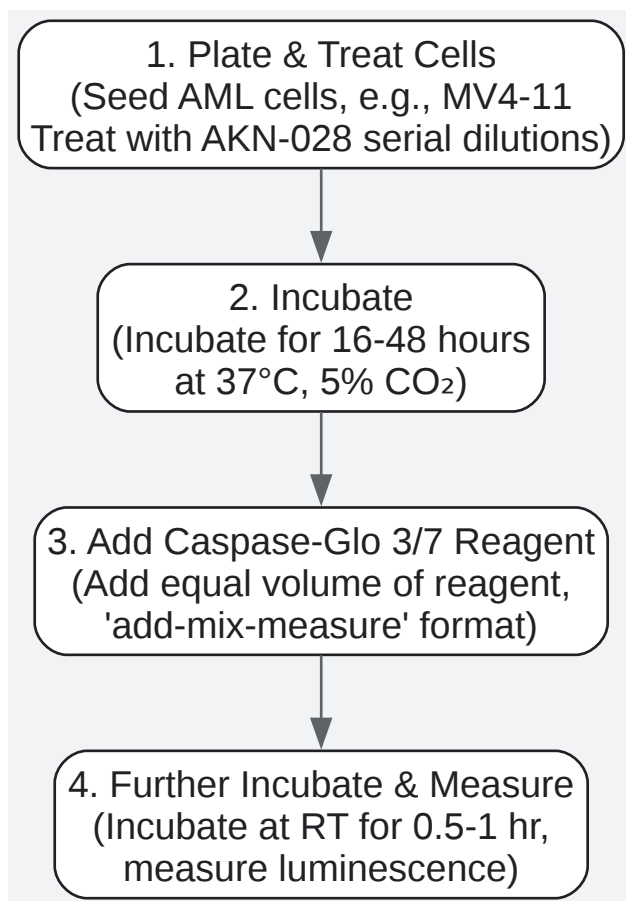 1. Plate & Treat Cells
(Seed AML cells, e.g., MV4-11
Treat with AKN-028 serial dilutions)
2. Incubate
(Incubate for 16-48 hours
at 37°C, 5% CO₂)
3. Add Caspase-Glo 3/7 Reagent
(Add equal volume of reagent,
'add-mix-measure' format)
4. Further Incubate & Measure
(Incubate at RT for 0.5-1 hr,
measure luminescence)